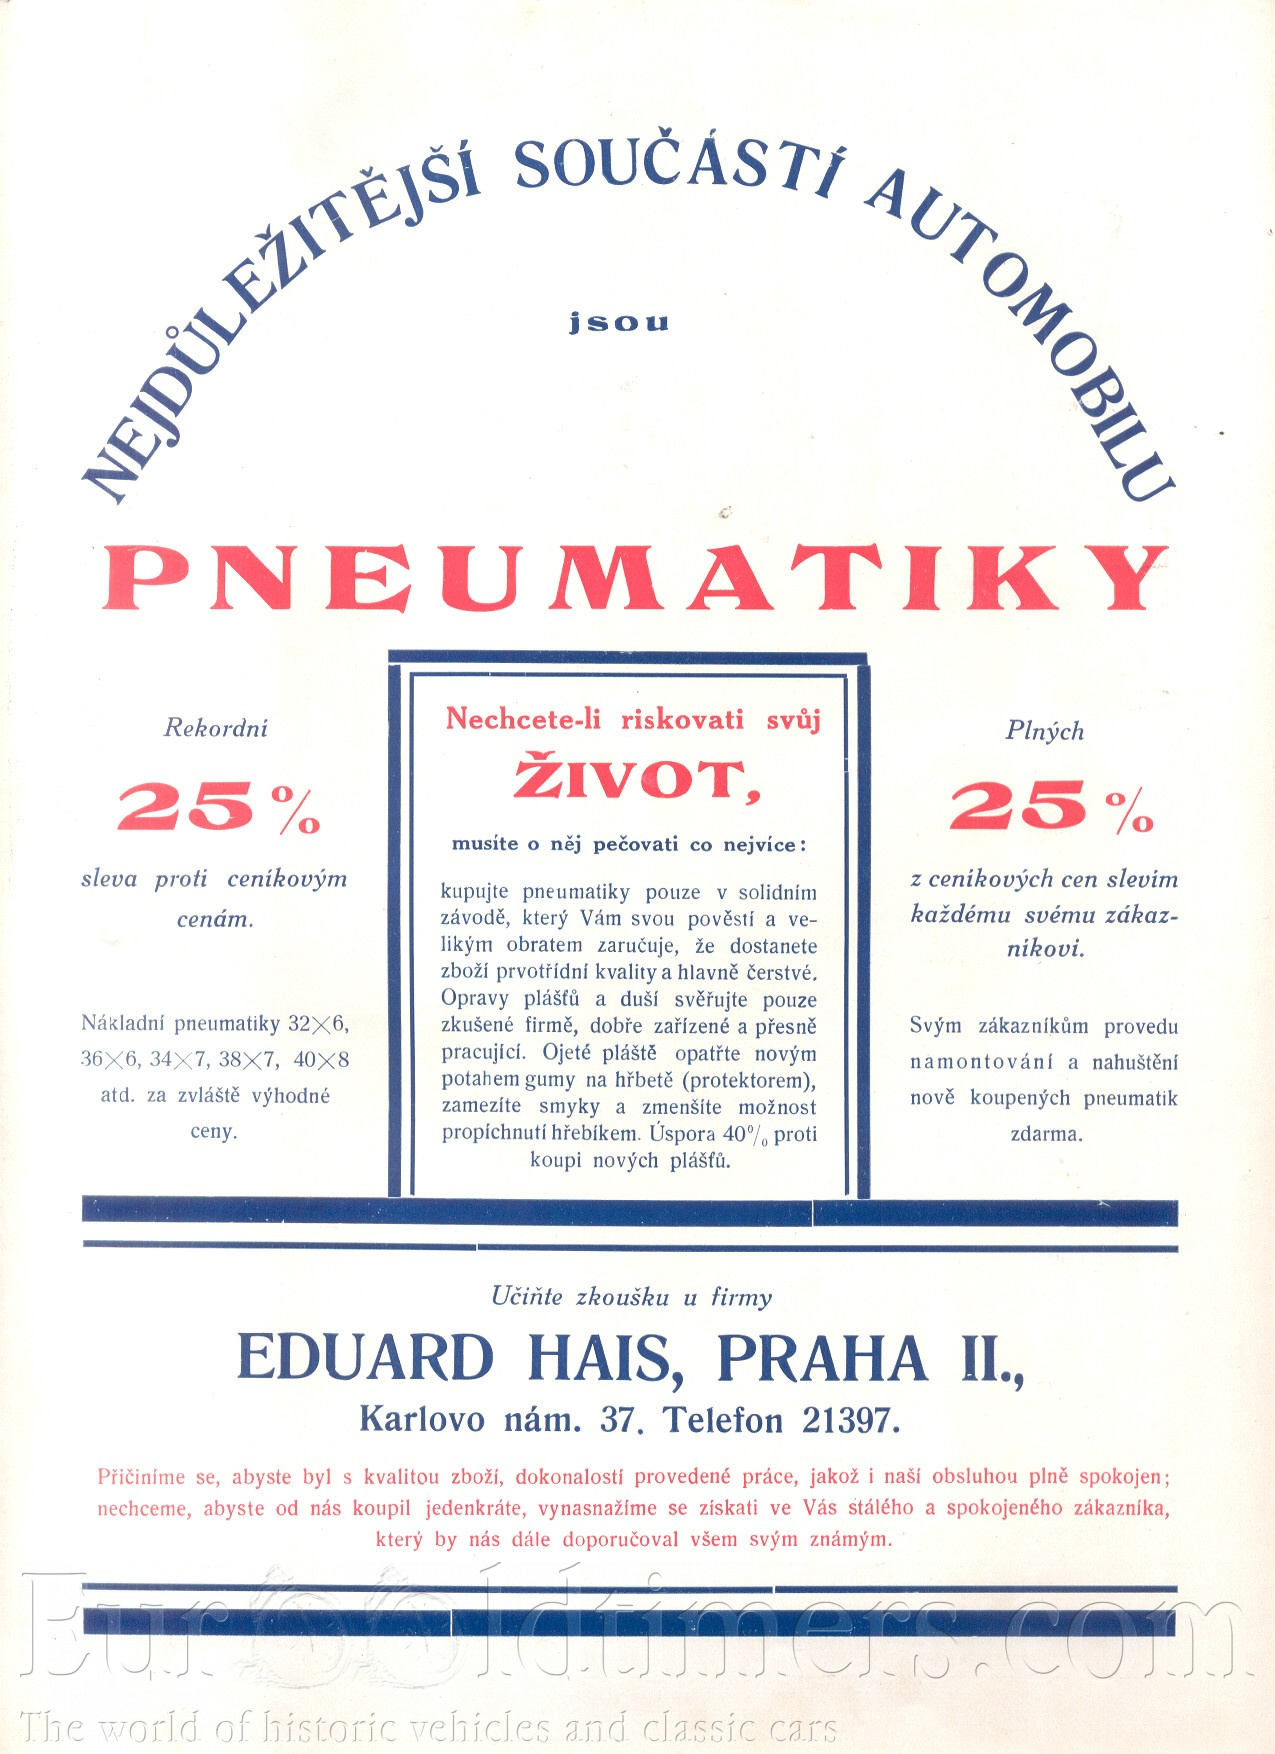 NEJDŮLEŽITĚJŠÍ SOUČÁSTÍ AUTOMOBILU
jsou
PNEUMATIKY
Rekordní
25%
sleva proti ceníkovým
cenám.
Nákladní pneumatiky 32×6,
36×6, 34×7, 38×7, 40×8
atd. za zvláště výhodné
ceny.
Nechcete-li riskovati svůj
ŽIVOT,
musíte o něj pečovati co nejvíce:
kupujte pneumatiky pouze v solidním
závodě, který Vám svou pověstí a ve-
likým obratem zaručuje, že dostanete
zboží prvotřídní kvality a hlavně čerstvé.
Opravy plášťů a duší svěřujte pouze
zkušené firmě, dobře zařízené a přesně
pracující. Ojeté pláště opatřte novým
potahem gumy na hřbetě (protektorem),
zamezíte smyky a zmenšíte možnost
propíchnutí hřebíkem. Úspora 40% proti
koupi nových plášťů.
Plných
25%
z ceníkových cen slevím
každému svému zákaz-
níkovi.
Svým zákazníkům provedu
namontování a nahuštění
nově koupených pneumatik
zdarma.
Učiňte zkoušku u firmy
EDUARD HAIS, PRAHA II.,
Karlovo nám. 37. Telefon 21397.
Přičiníme se, abyste byl s kvalitou zboží, dokonalostí provedené práce, jakož i naší obsluhou plně spokojen;
nechceme, abyste od nás koupil jedenkráte, vynasnažíme se získati ve Vás stálého a spokojeného zákazníka,
který by nás dále doporučoval všem svým známým.
EurOOldtimers.com
The world of historic vehicles and classic cars